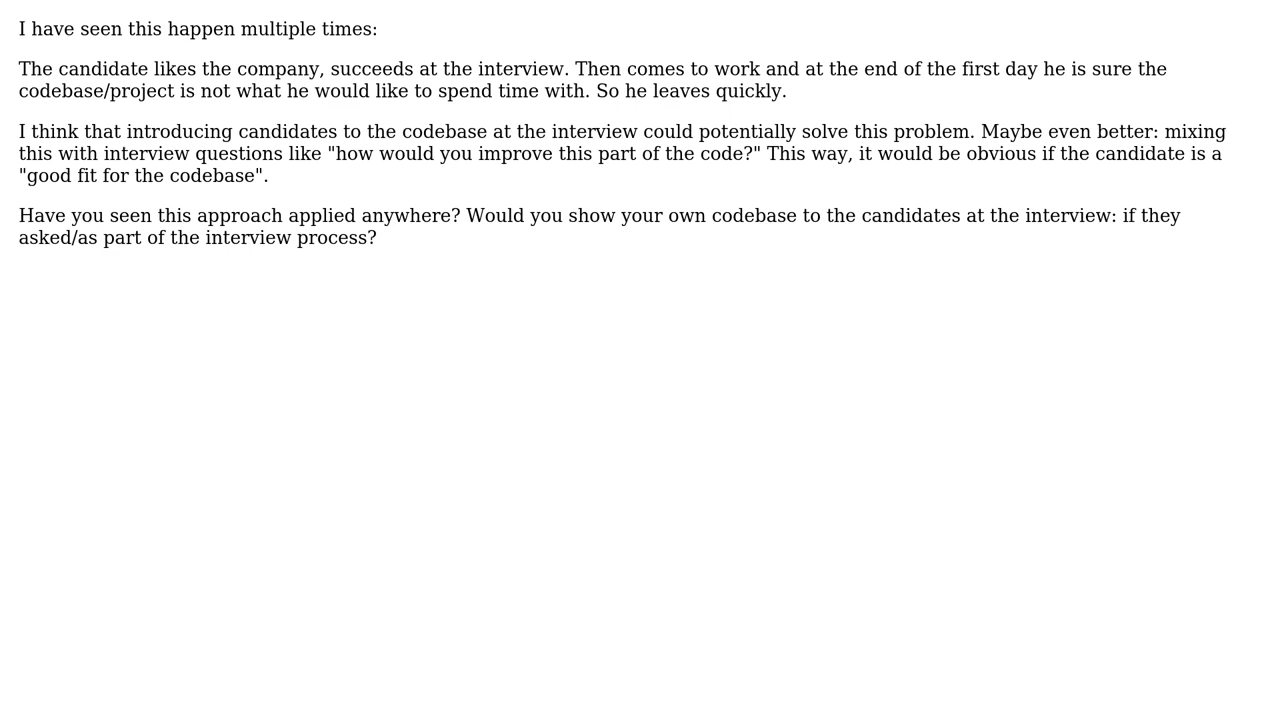 I have seen this happen multiple times:
The candidate likes the company, succeeds at the interview. Then comes to work and at the end of the first day he is sure the
codebase/project is not what he would like to spend time with. So he leaves quickly.
I think that introducing candidates to the codebase at the interview could potentially solve this problem. Maybe even better: mixing
this with interview questions like "how would you improve this part of the code?" This way, it would be obvious if the candidate is a
"good fit for the codebase".
Have you seen this approach applied anywhere? Would you show your own codebase to the candidates at the interview: if they
asked/as part of the interview process?